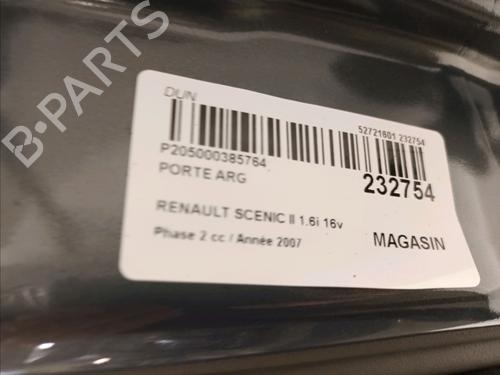 DUN
52721601 232754
P205000385764
PORTE ARG
232754
RENAULT SCENIC II 1.6i 16v
Phase 2 cc / Année 2007
MAGASIN
B-PARTS